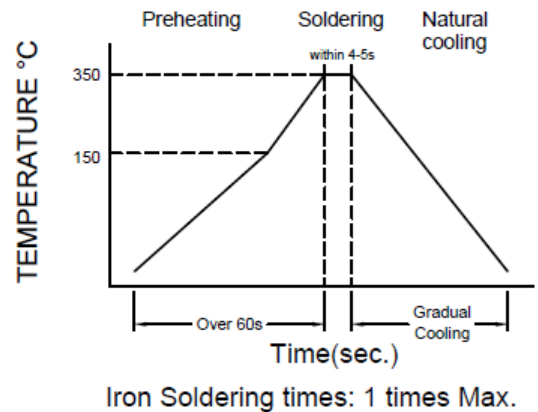 Preheating Soldering Natural
cooling
within 4-5s
TEMPERATURE °C
350
150
Over 60s
Gradual
Cooling
Time(sec.)
Iron Soldering times: 1 times Max.